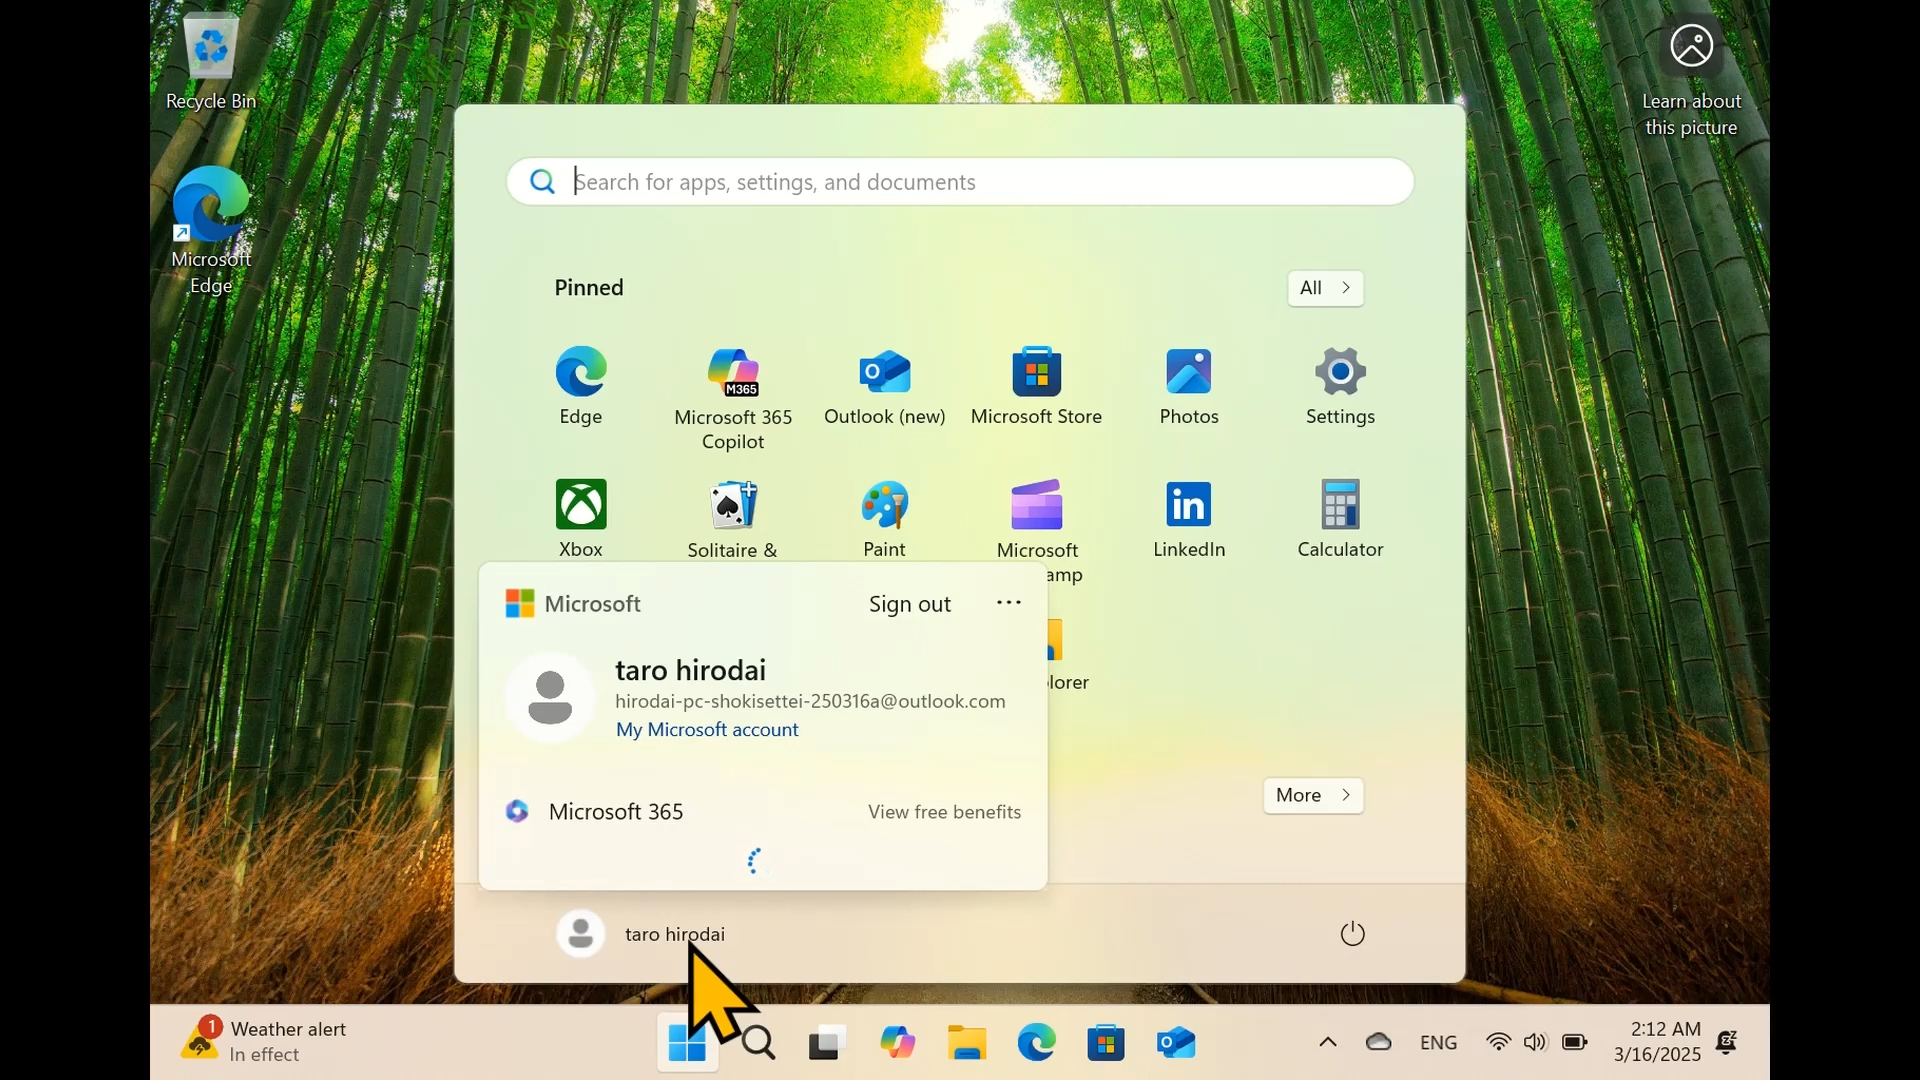 Recycle Bin
Learn about
this picture
Microsoft
Edge
Search for apps, settings, and documents
Pinned
All
M365
Edge
Microsoft 365
Copilot
Outlook (new)
Microsoft Store
Photos
Settings
Xbox
Solitaire &
Paint
Microsoft
amp
LinkedIn
Calculator
lorer
Microsoft
Sign out
taro hirodai
hirodai-pc-shokisettei-250316a@outlook.com
My Microsoft account
More
Microsoft 365
View free benefits
taro hirodai
1
Weather alert
In effect
ENG
2:12 AM
3/16/2025